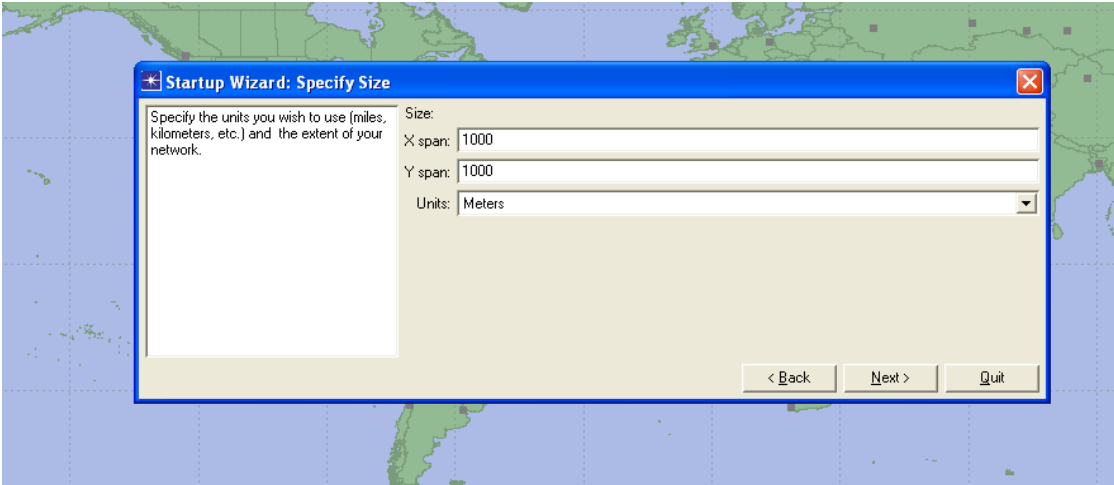 Startup Wizard: Specify Size
Specify the units you wish to use (miles,
kilometers, etc.) and the extent of your
network.
Size:
X span: 1000
Y span: 1000
Units: Meters
< Back Next > Quit